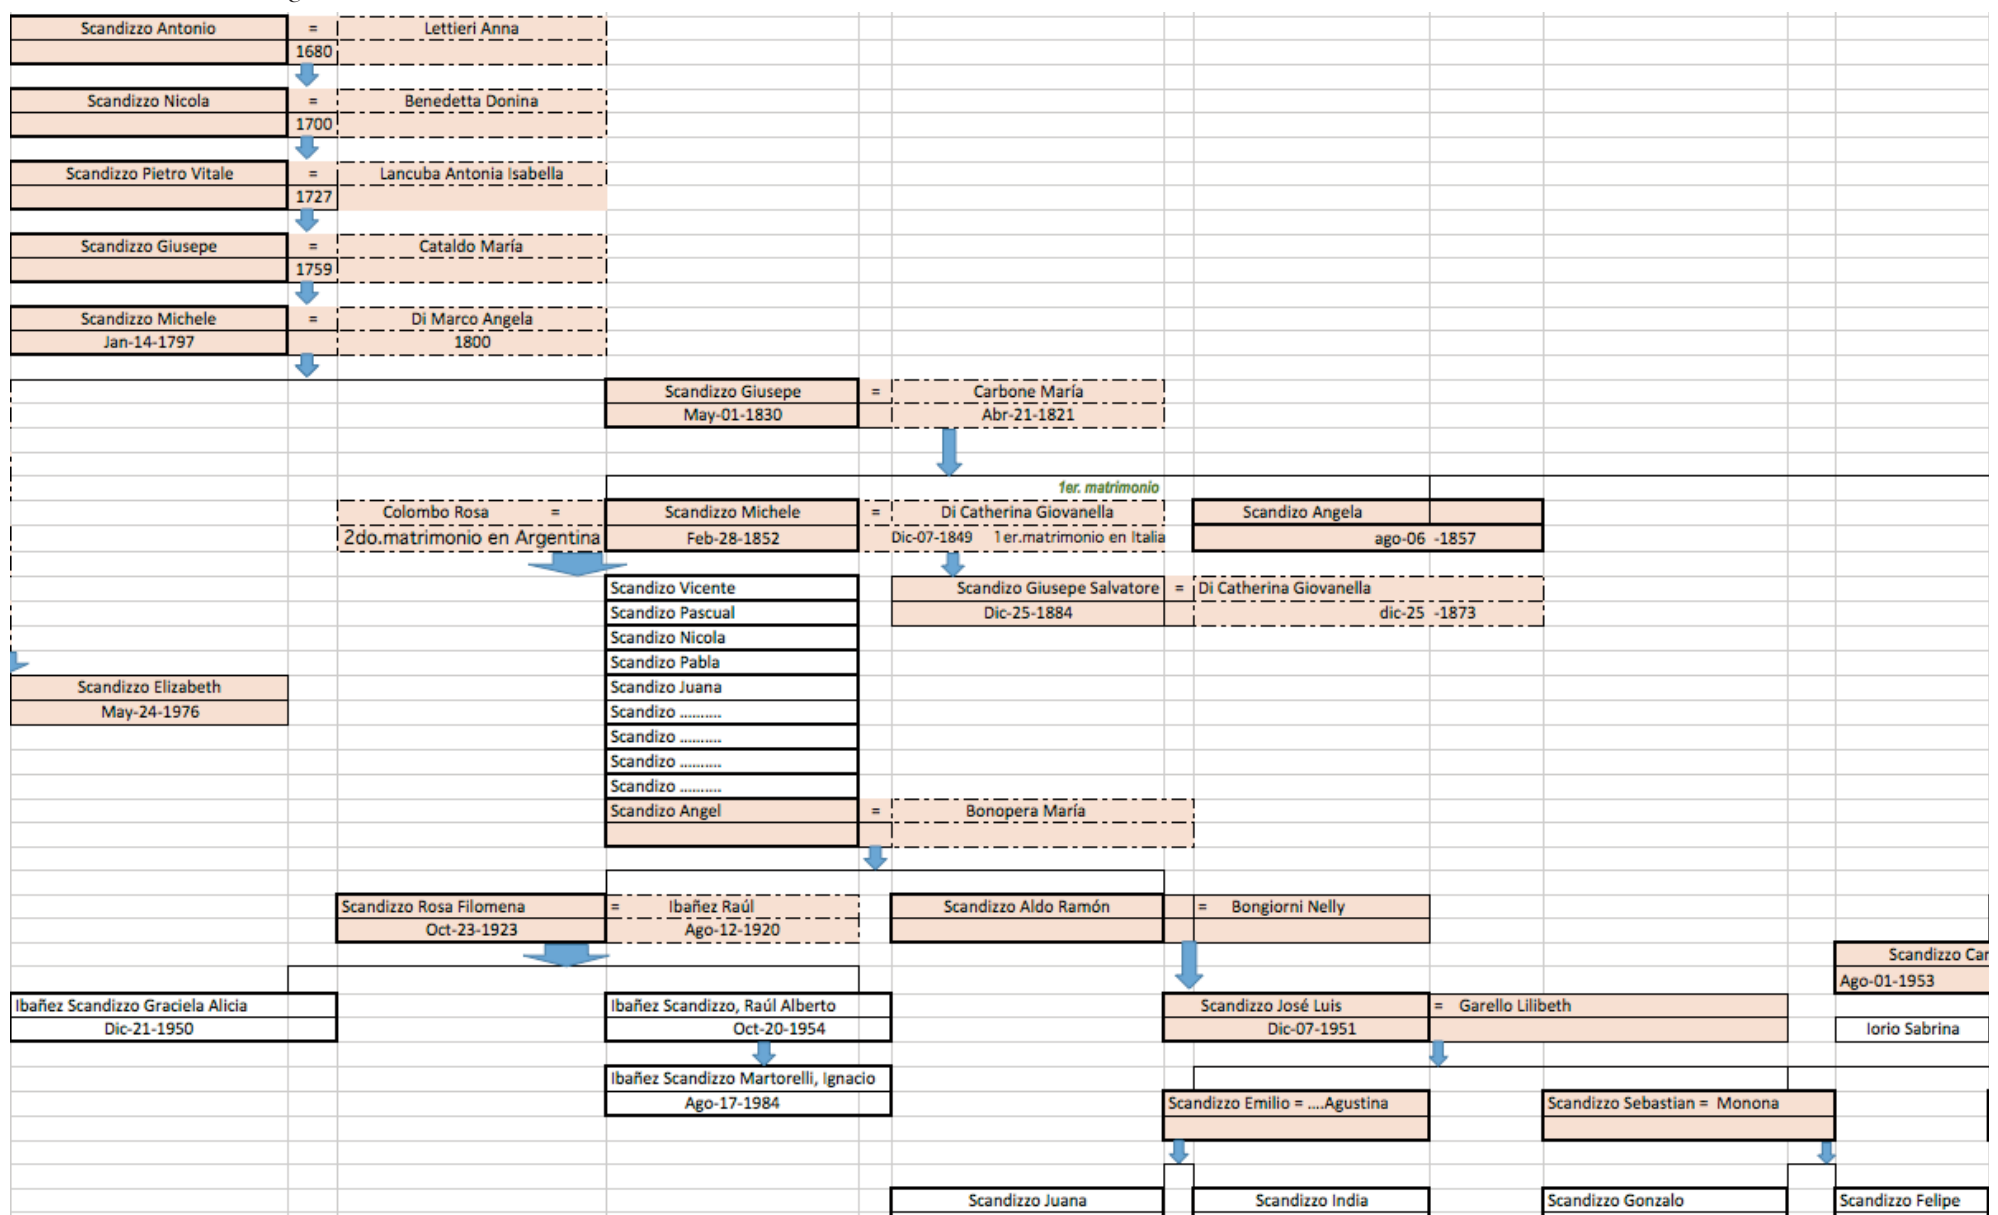 Scandizzo Antonio = Lettieri Anna
1680
Scandizzo Nicola = Benedetta Donina
1700
Scandizzo Pietro Vitale = Lancuba Antonia Isabella
1727
Scandizzo Giusepe = Cataldo María
1759
Scandizzo Michele = Di Marco Angela
Jan-14-1797 1800
Scandizzo Giusepe = Carbone María
May-01-1830 Abr-21-1821
1er. matrimonio
Colombo Rosa = Scandizzo Michele = Di Catherina Giovanella Scandizo Angela
2do.matrimonio en Argentina Feb-28-1852 Dic-07-1849 1er.matrimonio en Italia ago-06 -1857
Scandizo Vicente Scandizo Giusepe Salvatore = Di Catherina Giovanella
Scandizo Pascual Dic-25-1884 dic-25 -1873
Scandizo Nicola
Scandizo Pabla
Scandizzo Elizabeth Scandizo Juana
May-24-1976 Scandizo ..........
Scandizo ..........
Scandizo ..........
Scandizo ..........
Scandizo Angel = Bonopera María
Scandizzo Rosa Filomena = Ibañez Raúl Scandizzo Aldo Ramón = Bongiorni Nelly
Oct-23-1923 Ago-12-1920
Scandizzo Car
Ago-01-1953
Ibañez Scandizzo Graciela Alicia Ibañez Scandizzo, Raúl Alberto Scandizzo José Luis = Garello Lilibeth
Dic-21-1950 Oct-20-1954 Dic-07-1951 Iorio Sabrina
Ibañez Scandizzo Martorelli, Ignacio
Ago-17-1984 Scandizzo Emilio = ....Agustina Scandizzo Sebastian = Monona
Scandizzo Juana Scandizzo India Scandizzo Gonzalo Scandizzo Felipe